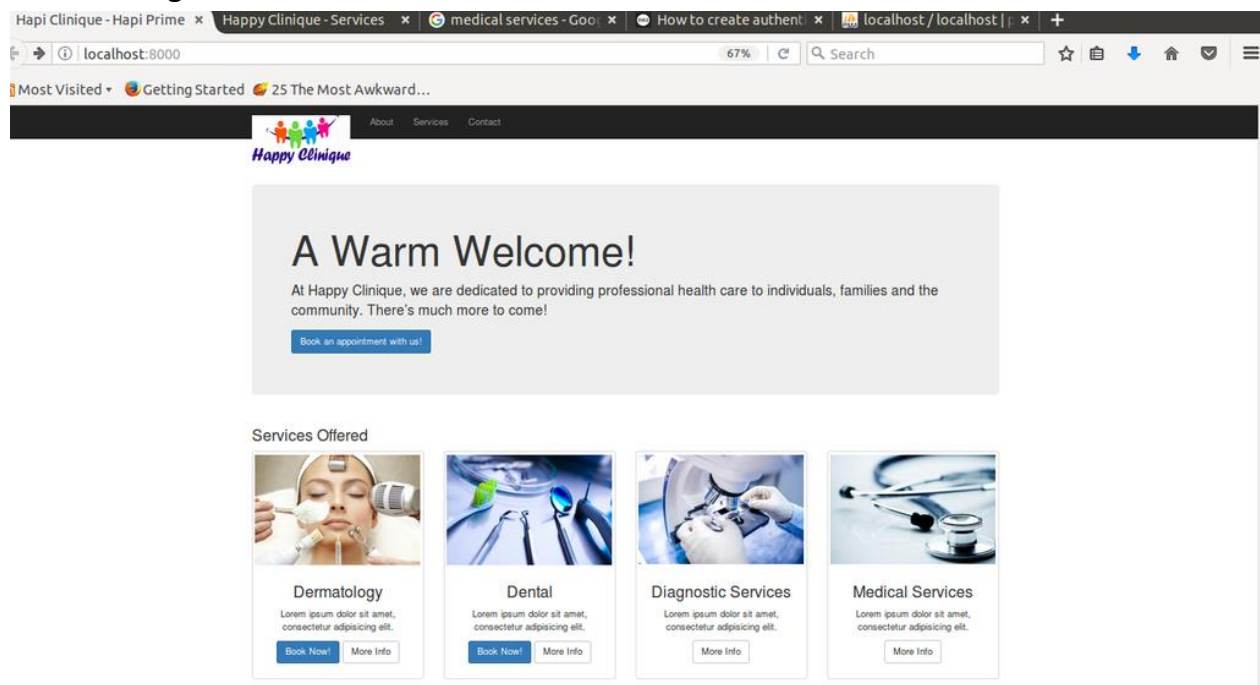 Hapi Clinique - Hapi Prime × Happy Clinique - Services × medical services - Goo × How to create authent × localhost / localhost | p × +
localhost:8000 67% Search
Most Visited Getting Started 25 The Most Awkward...
About Services Contact
Happy Clinique
A Warm Welcome!
At Happy Clinique, we are dedicated to providing professional health care to individuals, families and the
community. There's much more to come!
Book an appointment with us!
Services Offered
Dermatology Dental Diagnostic Services Medical Services
Lorem ipsum dolor sit amet, Lorem ipsum dolor sit amet, Lorem ipsum dolor sit amet, Lorem ipsum dolor sit amet,
consectetur adipisicing elit. consectetur adipisicing elit. consectetur adipisicing elit. consectetur adipisicing elit.
Book Now! More Info Book Now! More Info More Info More Info